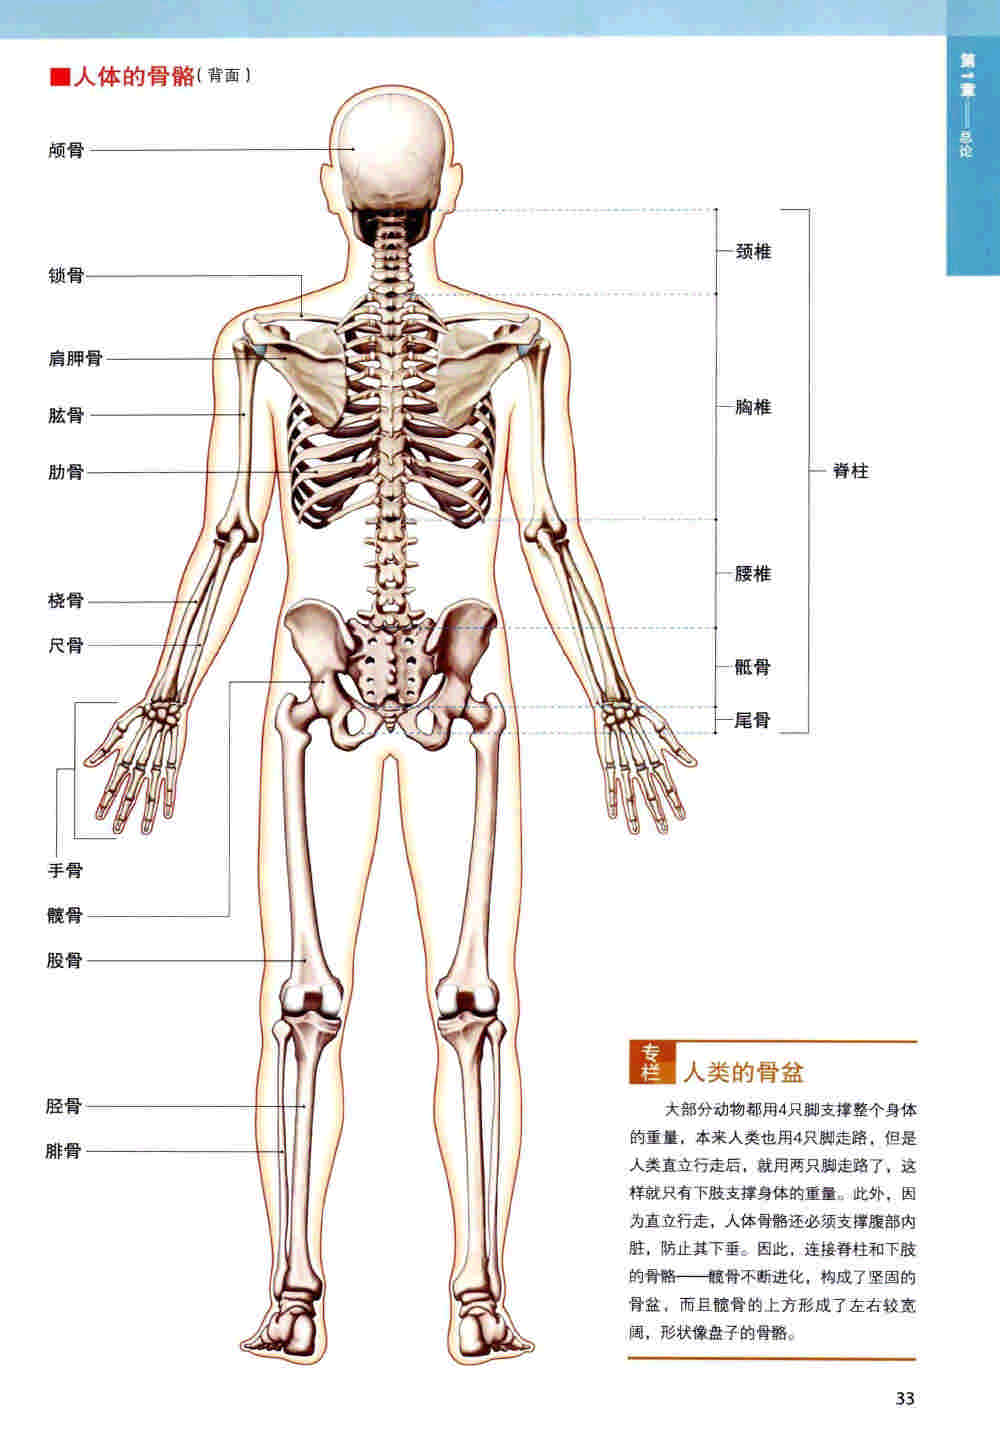 ■人体的骨骼(背面)
第1章——总论
颅骨
锁骨
肩胛骨
肱骨
肋骨
桡骨
尺骨
手骨
髋骨
股骨
胫骨
腓骨
颈椎
胸椎
腰椎
骶骨
尾骨
脊柱
专栏
人类的骨盆
大部分动物都用4只脚支撑整个身体
的重量，本来人类也用4只脚走路，但是
人类直立行走后，就用两只脚走路了，这
样就只有下肢支撑身体的重量。此外，因
为直立行走，人体骨骼还必须支撑腹部内
脏，防止其下垂。因此，连接脊柱和下肢
的骨骼——髋骨不断进化，构成了坚固的
骨盆，而且髋骨的上方形成了左右较宽
阔，形状像盘子的骨骼。
33